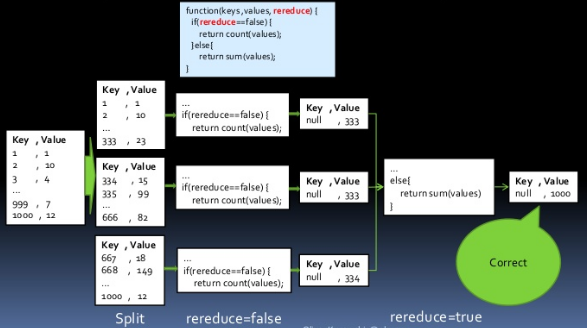 function(keys,values, rereduce) {
if(rereduce==false) {
return count(values);
}else{
return sum(values);
}
Key , Value
1 , 1
2 , 10
3 , 4
...
999 , 7
1000 , 12
Key , Value
1 , 1
2 , 10
...
333 , 23
Key , Value
334 , 15
335 , 99
...
666 , 82
Key , Value
667 , 18
668 , 149
...
1000 , 12
...
if(rereduce==false) {
return count(values);
...
if(rereduce==false) {
return count(values);
...
if(rereduce==false) {
return count(values);
Key , Value
null , 333
Key , Value
null , 333
Key , Value
null , 334
...
else{
return sum(values)
}
Key , Value
null , 1000
Correct
Split
rereduce=false
rereduce=true